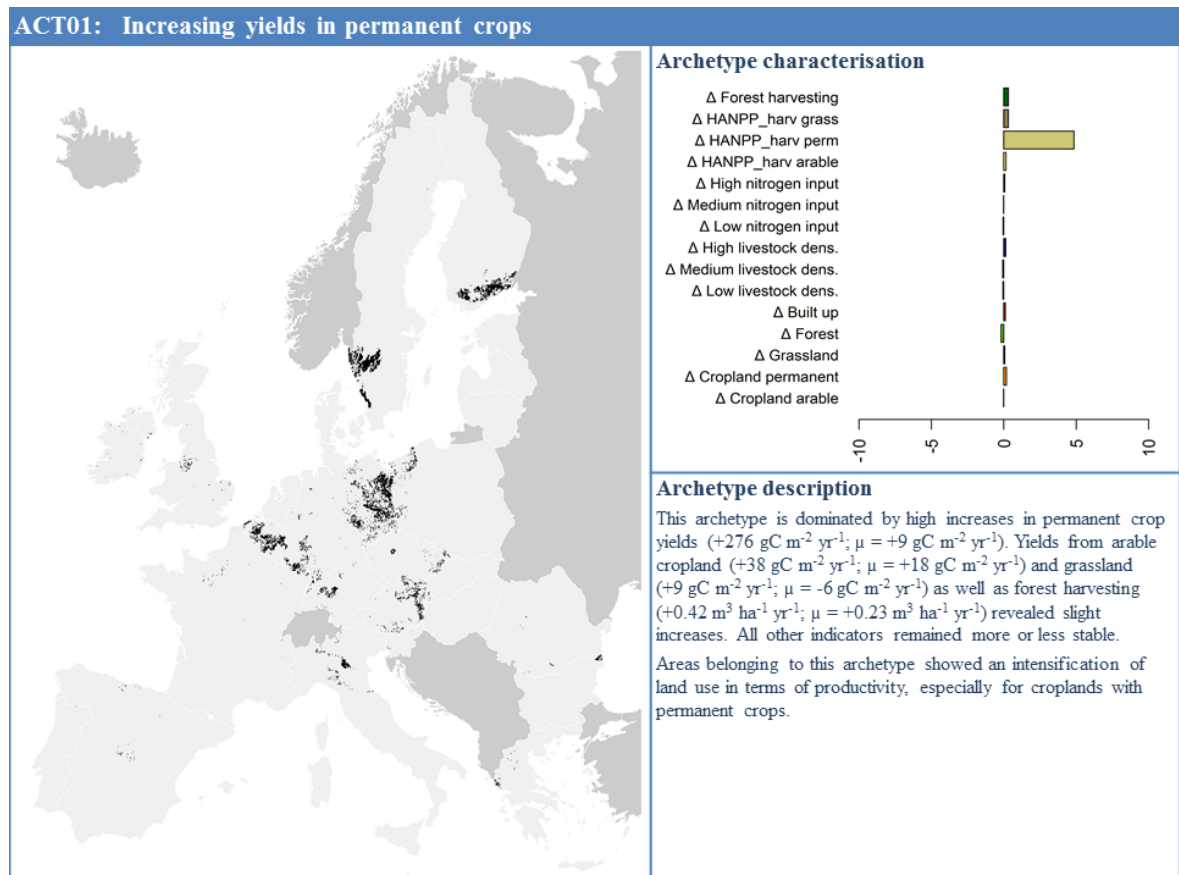 ACT01: Increasing yields in permanent crops
Archetype characterisation
Δ Forest harvesting
Δ HANPP_harv grass
Δ HANPP_harv perm
Δ HANPP_harv arable
Δ High nitrogen input
Δ Medium nitrogen input
Δ Low nitrogen input
Δ High livestock dens.
Δ Medium livestock dens.
Δ Low livestock dens.
Δ Built up
Δ Forest
Δ Grassland
Δ Cropland permanent
Δ Cropland arable
-10 -5 0 5 10
Archetype description
This archetype is dominated by high increases in permanent crop
yields (+276 gC m⁻² yr⁻¹; μ = +9 gC m⁻² yr⁻¹). Yields from arable
cropland (+38 gC m⁻² yr⁻¹; μ = +18 gC m⁻² yr⁻¹) and grassland
(+9 gC m⁻² yr⁻¹; μ = -6 gC m⁻² yr⁻¹) as well as forest harvesting
(+0.42 m³ ha⁻¹ yr⁻¹; μ = +0.23 m³ ha⁻¹ yr⁻¹) revealed slight
increases. All other indicators remained more or less stable.
Areas belonging to this archetype showed an intensification of
land use in terms of productivity, especially for croplands with
permanent crops.